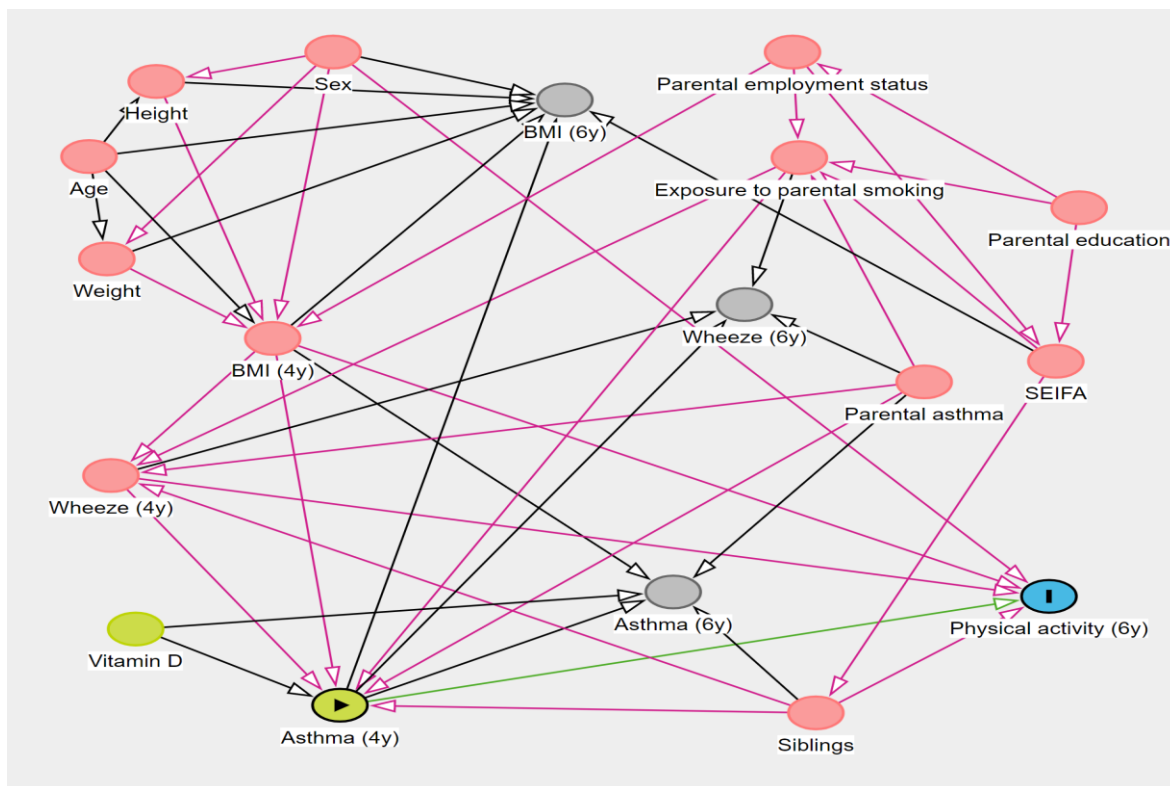 Sex
Parental employment status
Height
BMI (6y)
Age
Exposure to parental smoking
Parental education
Weight
Wheeze (6y)
BMI (4y)
SEIFA
Parental asthma
Wheeze (4y)
Asthma (6y)
Physical activity (6y)
Vitamin D
Asthma (4y)
Siblings